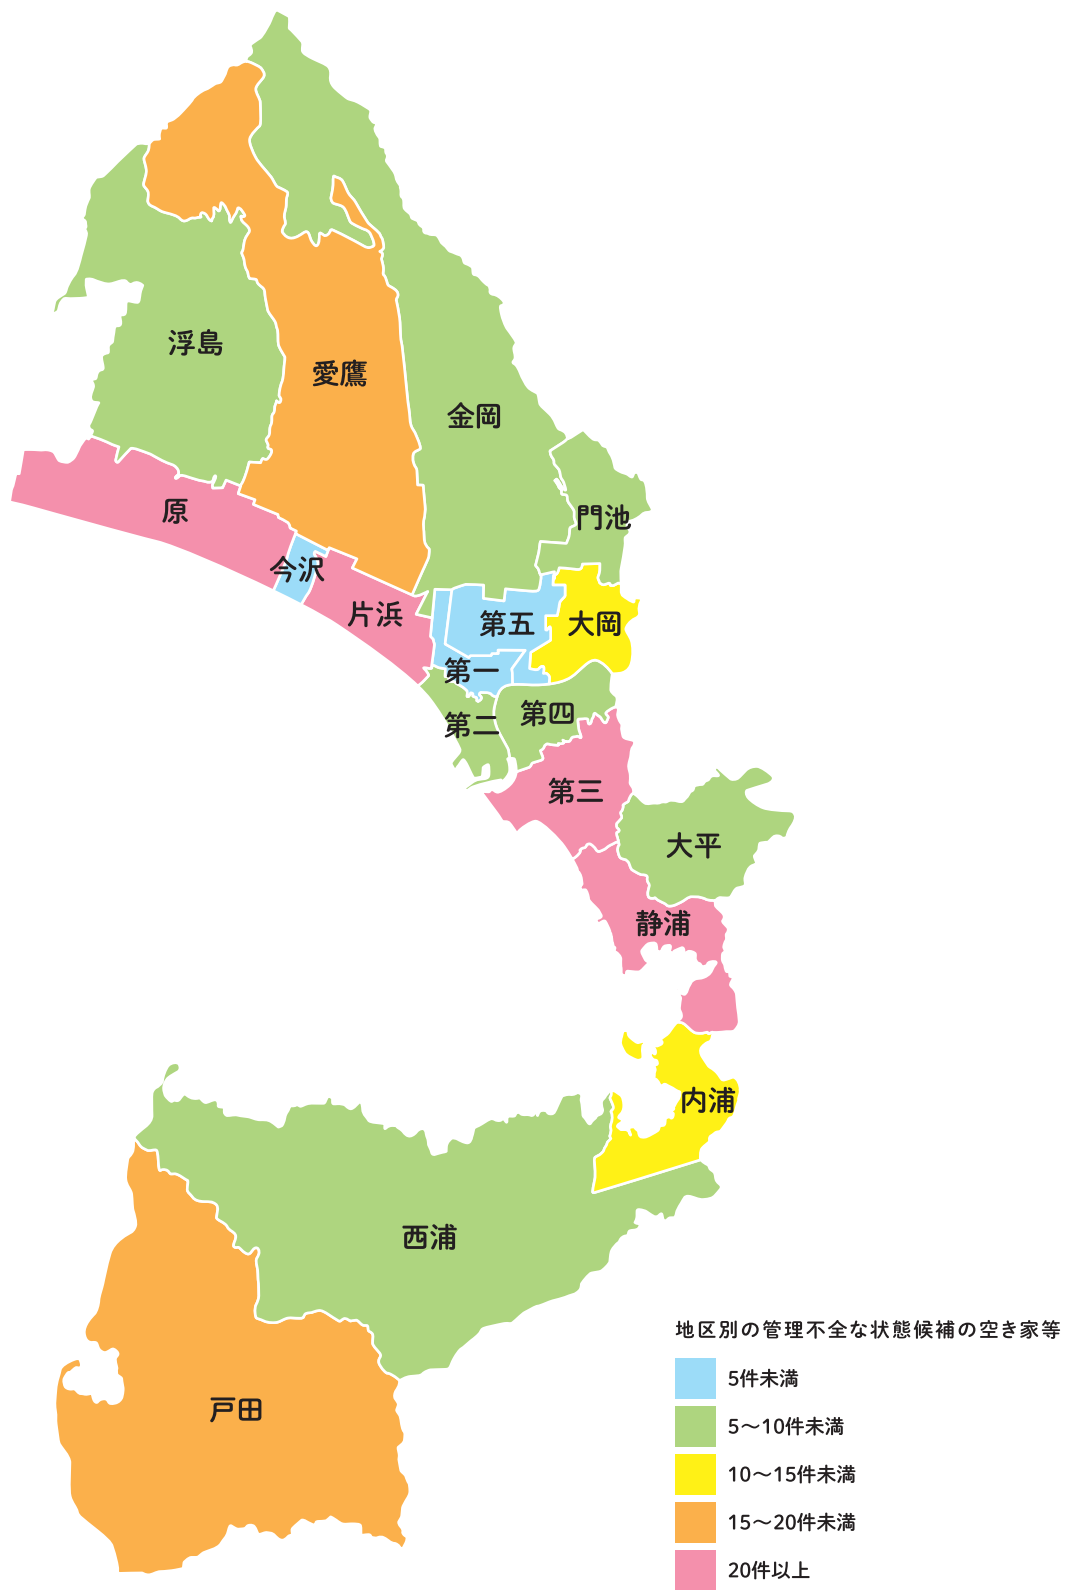 浮島
愛鷹
金岡
原
門池
今沢
片浜
第五
大岡
第一
第二
第四
第三
大平
静浦
内浦
西浦
戸田
地区別の管理不全な状態候補の空き家等
5件未満
5～10件未満
10～15件未満
15～20件未満
20件以上